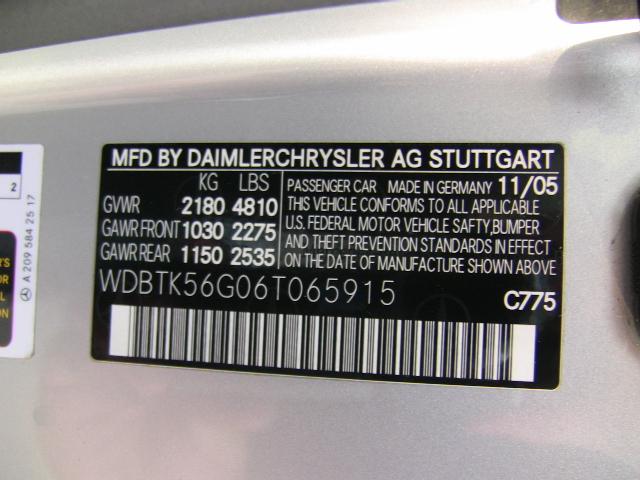 MFD BY DAIMLERCHRYSLER AG STUTTGART
KG LBS
GVWR 2180 4810
GAWR FRONT 1030 2275
GAWR REAR 1150 2535
PASSENGER CAR MADE IN GERMANY 11/05
THIS VEHICLE CONFORMS TO ALL APPLICABLE
U.S. FEDERAL MOTOR VEHICLE SAFTY, BUMPER
AND THEFT PREVENTION STANDARDS IN EFFECT
ON THE DATE OF MANUFACTURE SHOWN ABOVE
WDBTK56G06T065915
C775
2
A 209 584 25 17